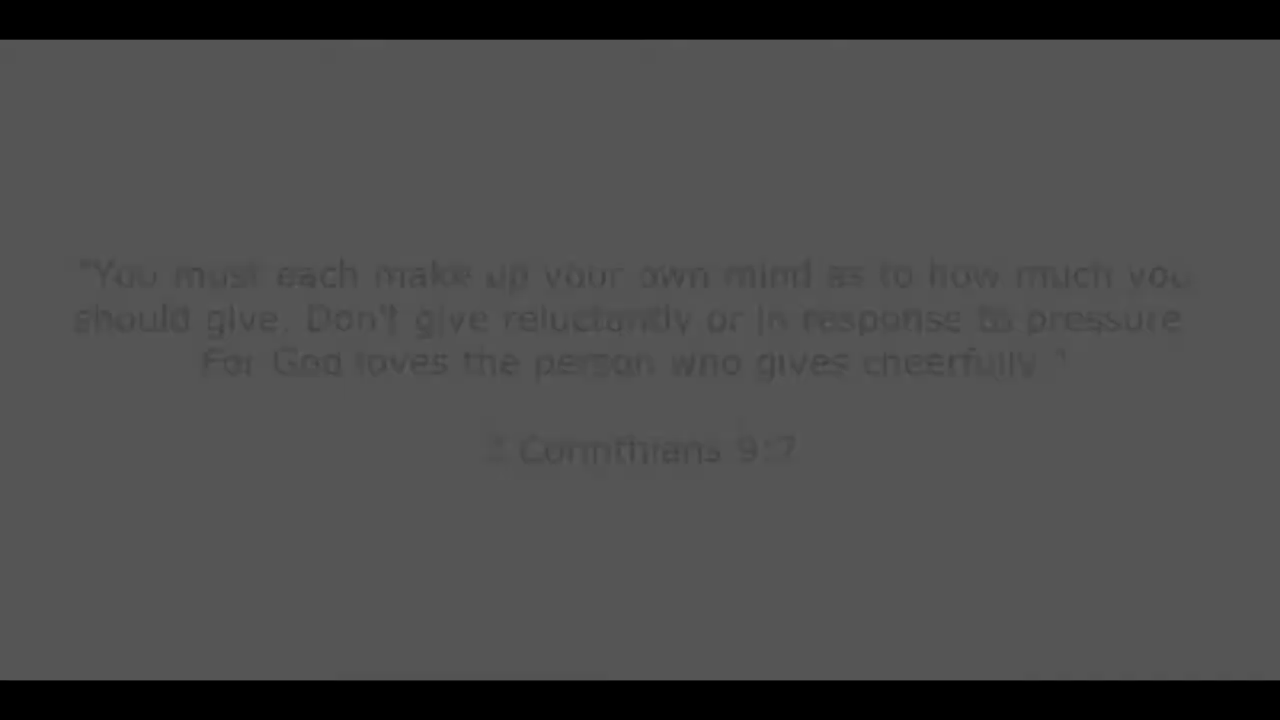 "You must each make up your own mind as to how much you
should give. Don't give reluctantly or in response to pressure.
For God loves the person who gives cheerfully."
2 Corinthians 9:7